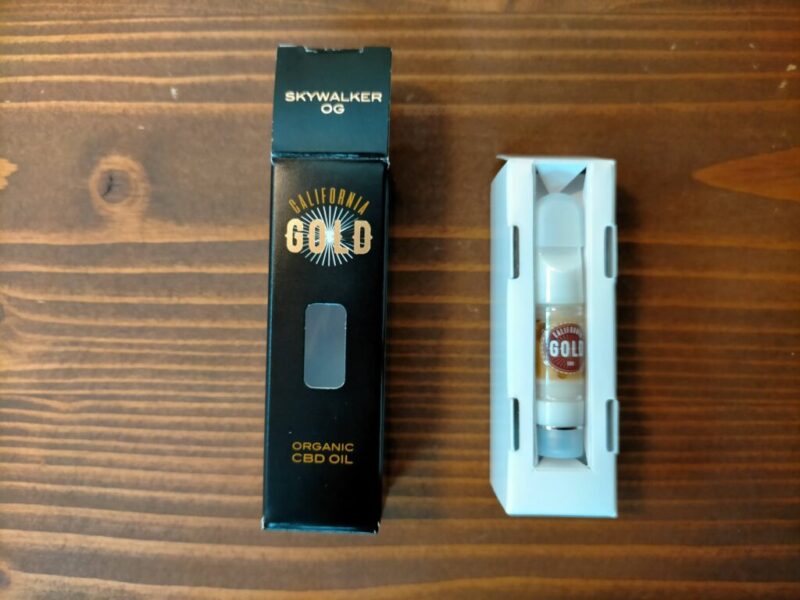 SKYWALKER
OG
CALIFORNIA
GOLD
ORGANIC
CBD OIL
CALIFORNIA
GOLD